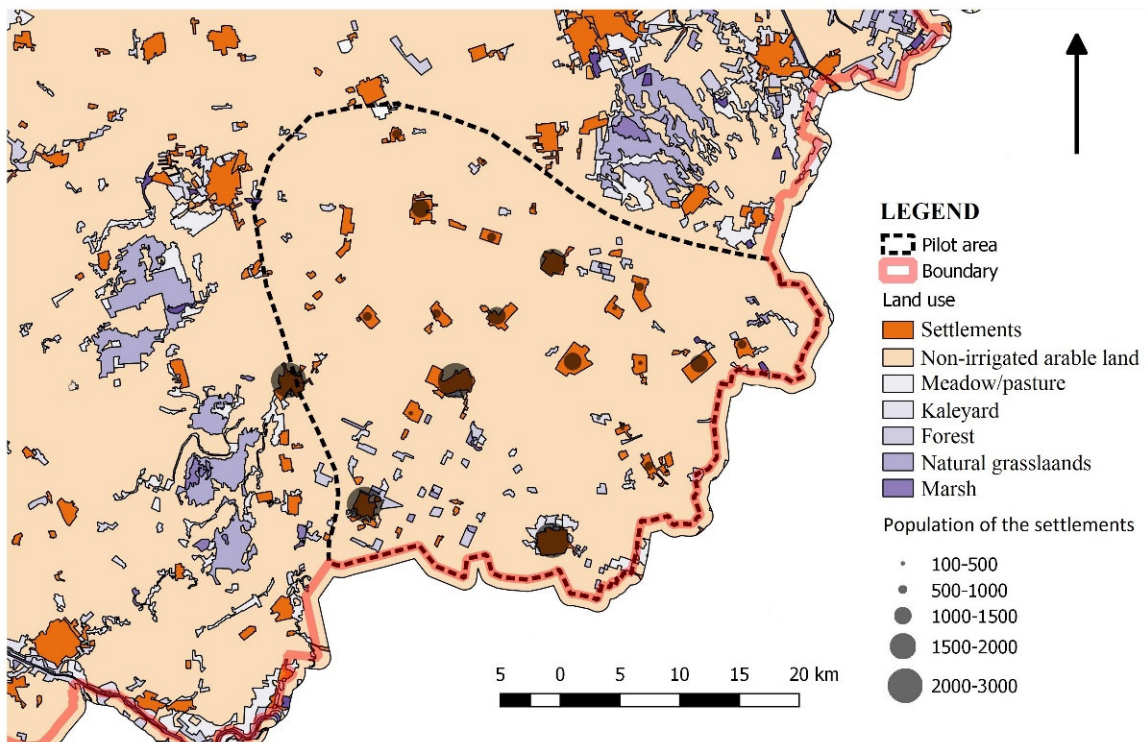 LEGEND
Pilot area
Boundary
Land use
Settlements
Non-irrigated arable land
Meadow/pasture
Kaleyard
Forest
Natural grasslaands
Marsh
Population of the settlements
100-500
500-1000
1000-1500
1500-2000
2000-3000
5 0 5 10 15 20 km